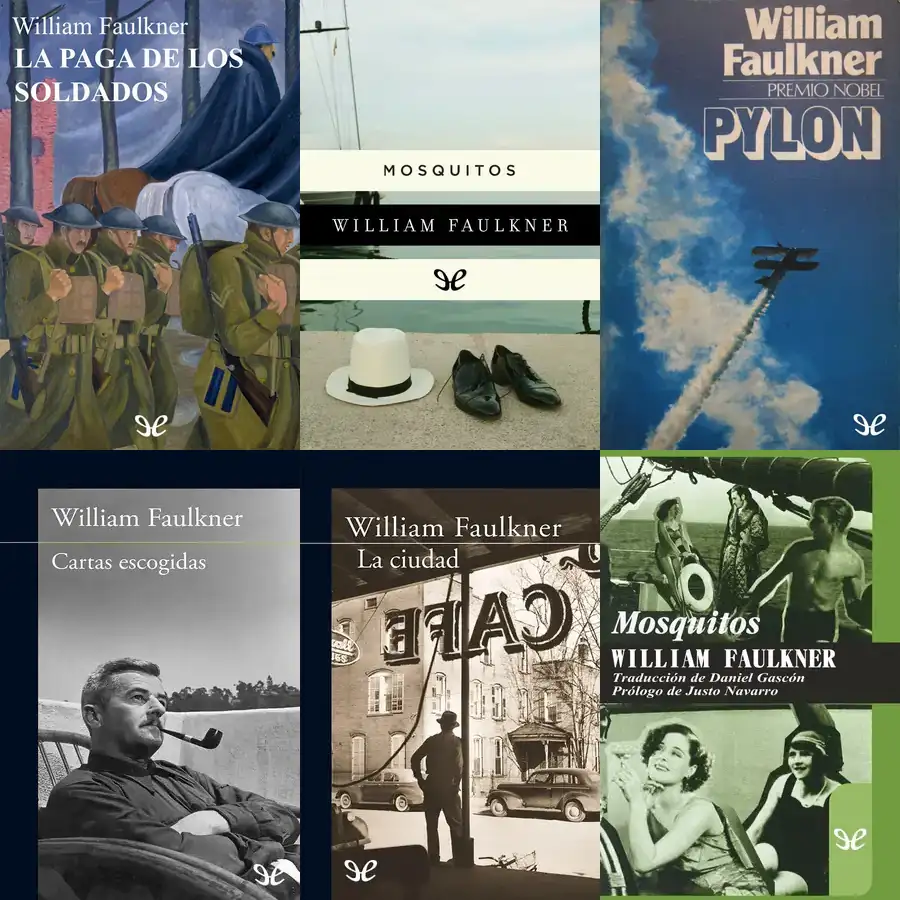 William Faulkner
LA PAGA DE LOS
SOLDADOS
MOSQUITOS
WILLIAM FAULKNER
William
Faulkner
PREMIO NOBEL
PYLON
William Faulkner
Cartas escogidas
William Faulkner
La ciudad
CAFE
Mosquitos
WILLIAM FAULKNER
Traducción de Daniel Gascón
Prólogo de Justo Navarro